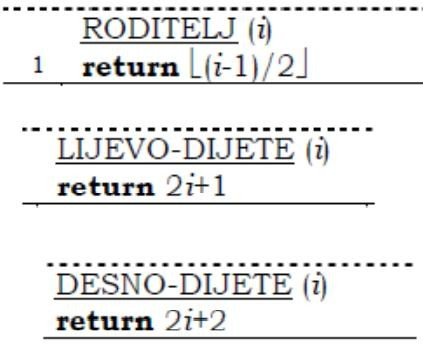 RODITELJ (i)
1 return ⌊(i-1)/2⌋
LIJEVO-DIJETE (i)
return 2i+1
DESNO-DIJETE (i)
return 2i+2